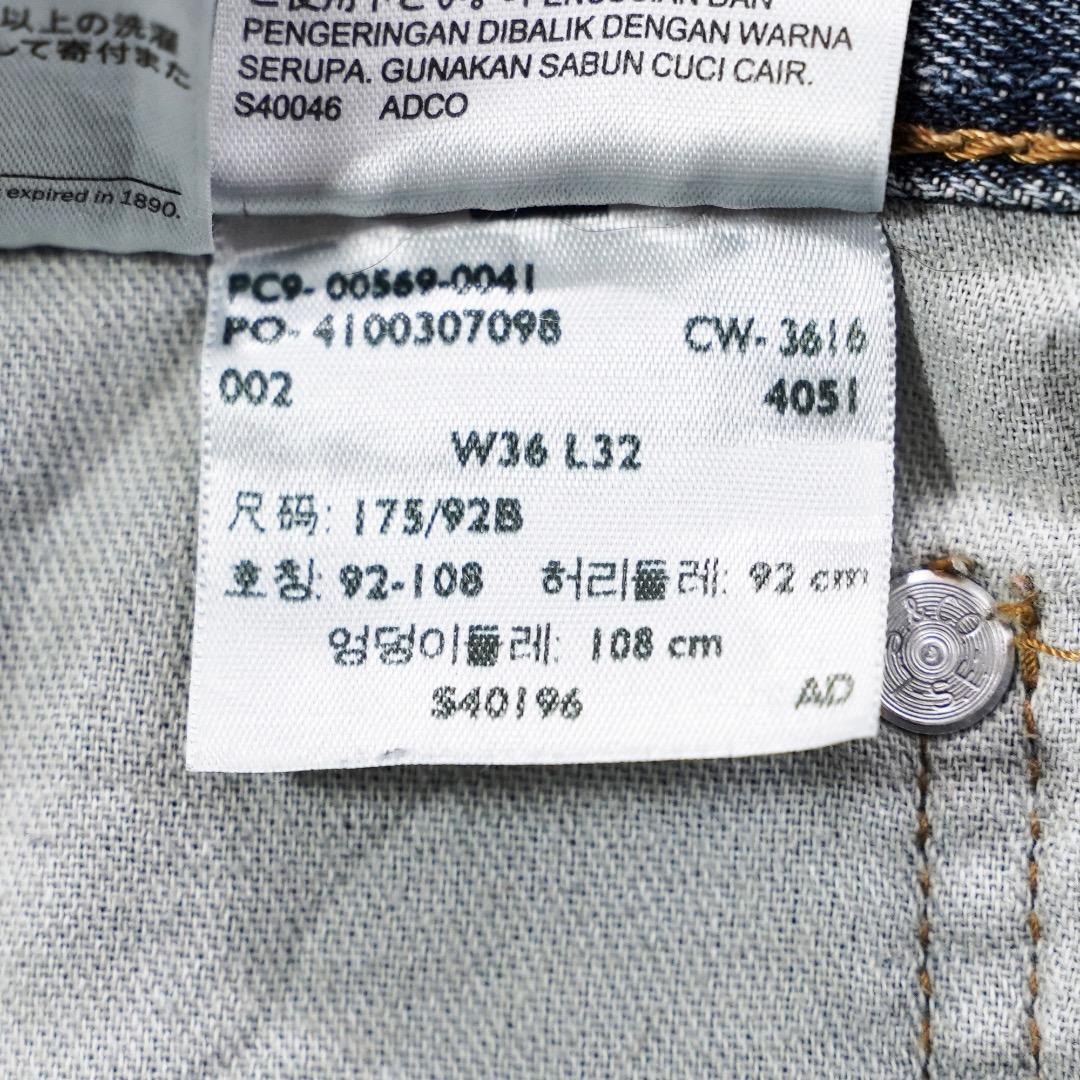 以上の洗濯
して寄付また
expired in 1890.
PENGERINGAN DIBALIK DENGAN WARNA
SERUPA. GUNAKAN SABUN CUCI CAIR.
S40046 ADCO
PC9- 00569-0041
PO- 4100307098 CW- 3616
002 4051
W36 L32
尺码: 175/92B
호칭: 92-108 허리둘레: 92 cm
엉덩이둘레: 108 cm
S40196 AD